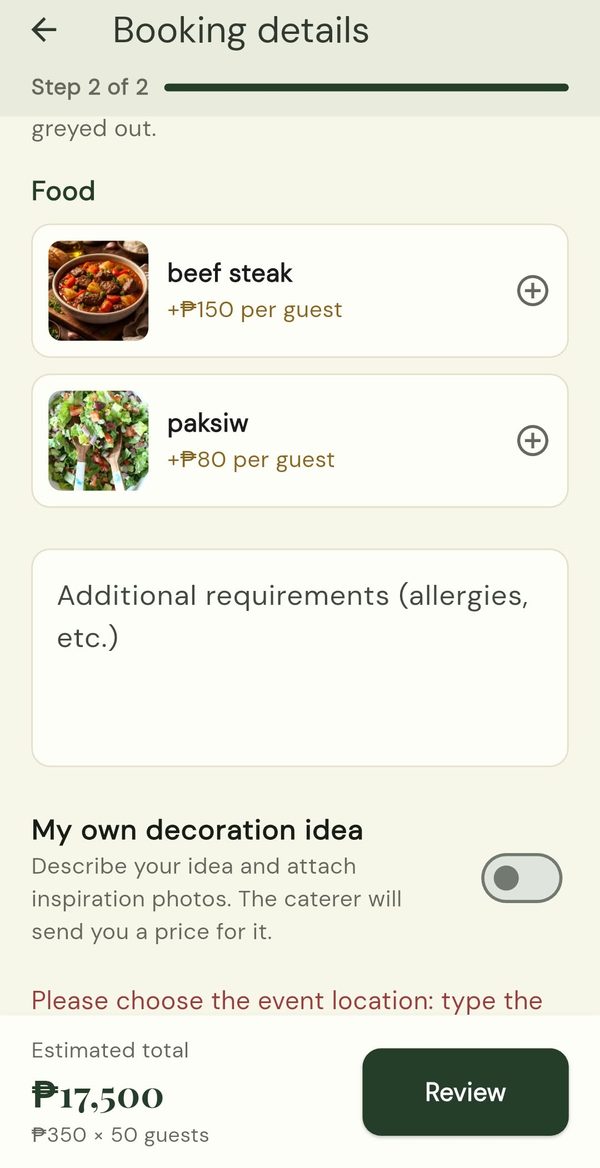 Booking details
Step 2 of 2
greyed out.
Food
beef steak
+₱150 per guest
paksiw
+₱80 per guest
Additional requirements (allergies,
etc.)
My own decoration idea
Describe your idea and attach
inspiration photos. The caterer will
send you a price for it.
Please choose the event location: type the
Estimated total
₱17,500
₱350 × 50 guests
Review